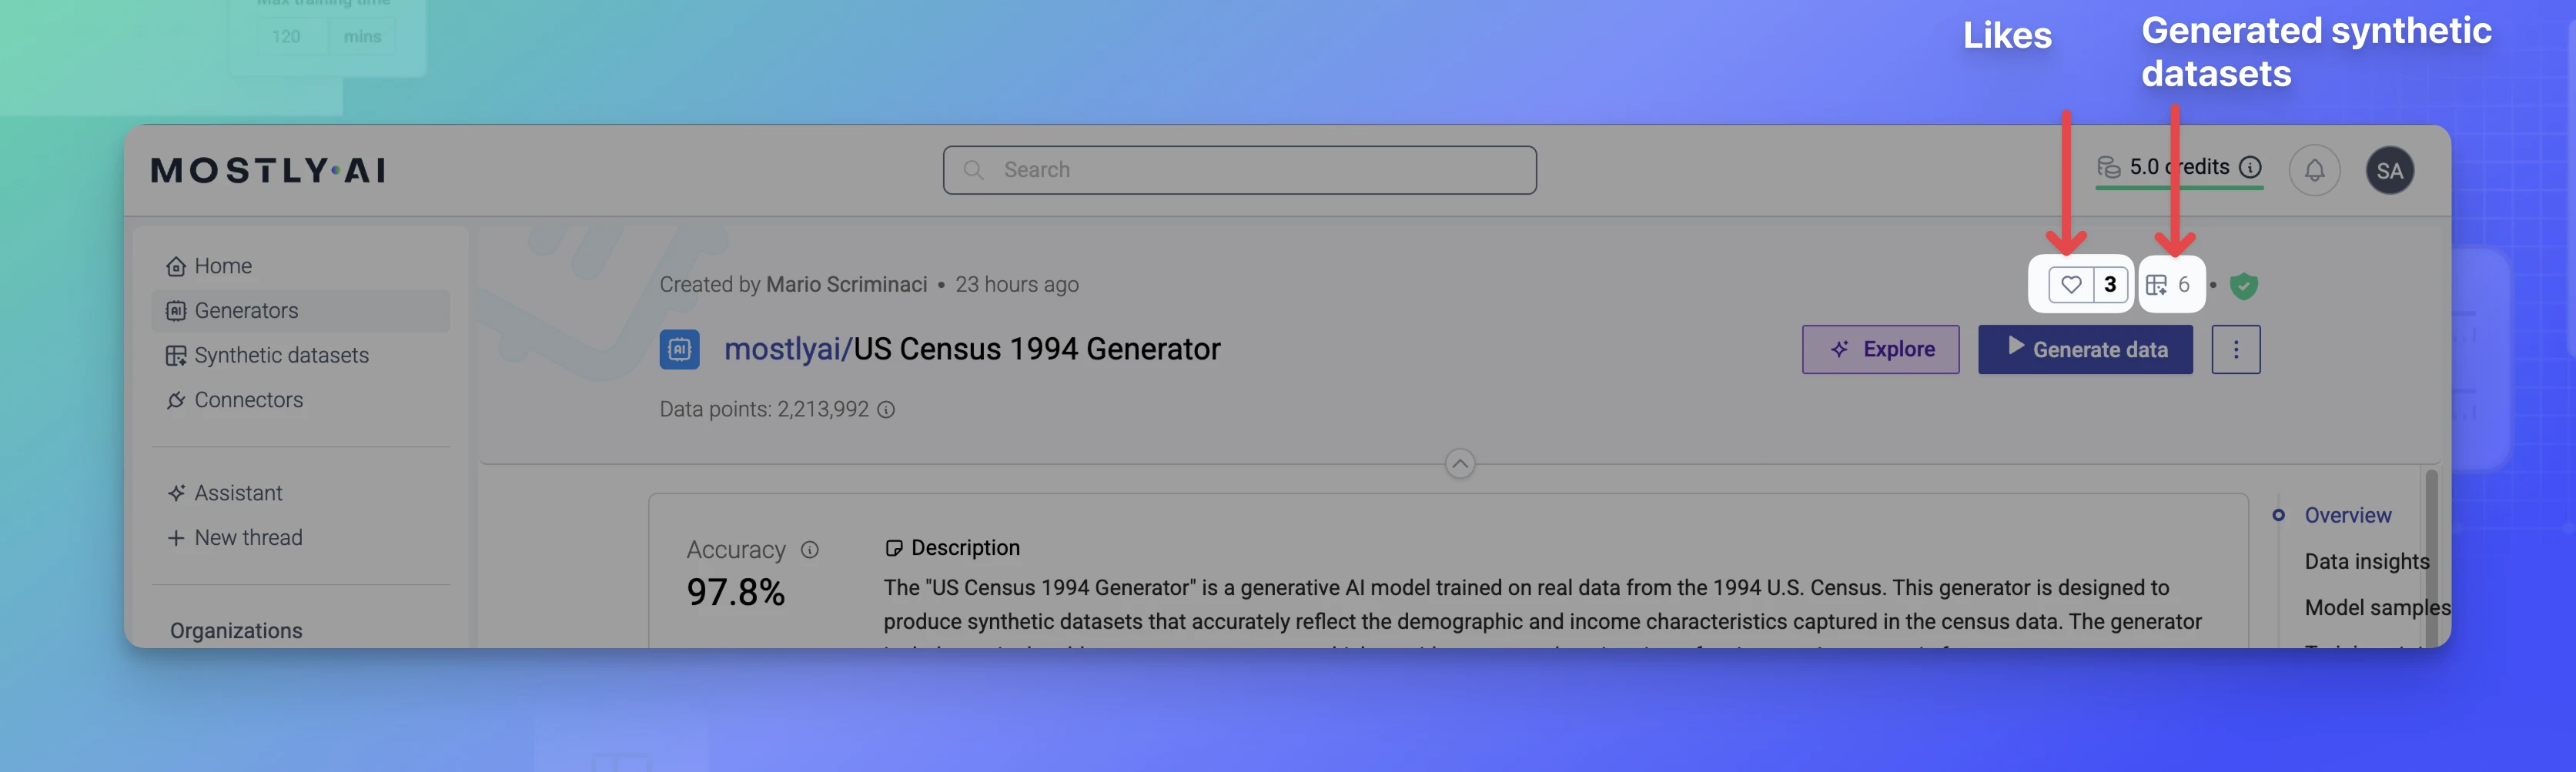 Max training time
120 mins
Likes
Generated synthetic
datasets
MOSTLY AI
Search
5.0 credits
SA
Home
Generators
Synthetic datasets
Connectors
Assistant
New thread
Organizations
Created by Mario Scriminaci • 23 hours ago
3
6
AI mostlyai/US Census 1994 Generator
Explore
Generate data
Data points: 2,213,992
Accuracy
97.8%
Description
The "US Census 1994 Generator" is a generative AI model trained on real data from the 1994 U.S. Census. This generator is designed to
produce synthetic datasets that accurately reflect the demographic and income characteristics captured in the census data. The generator
Overview
Data insights
Model samples